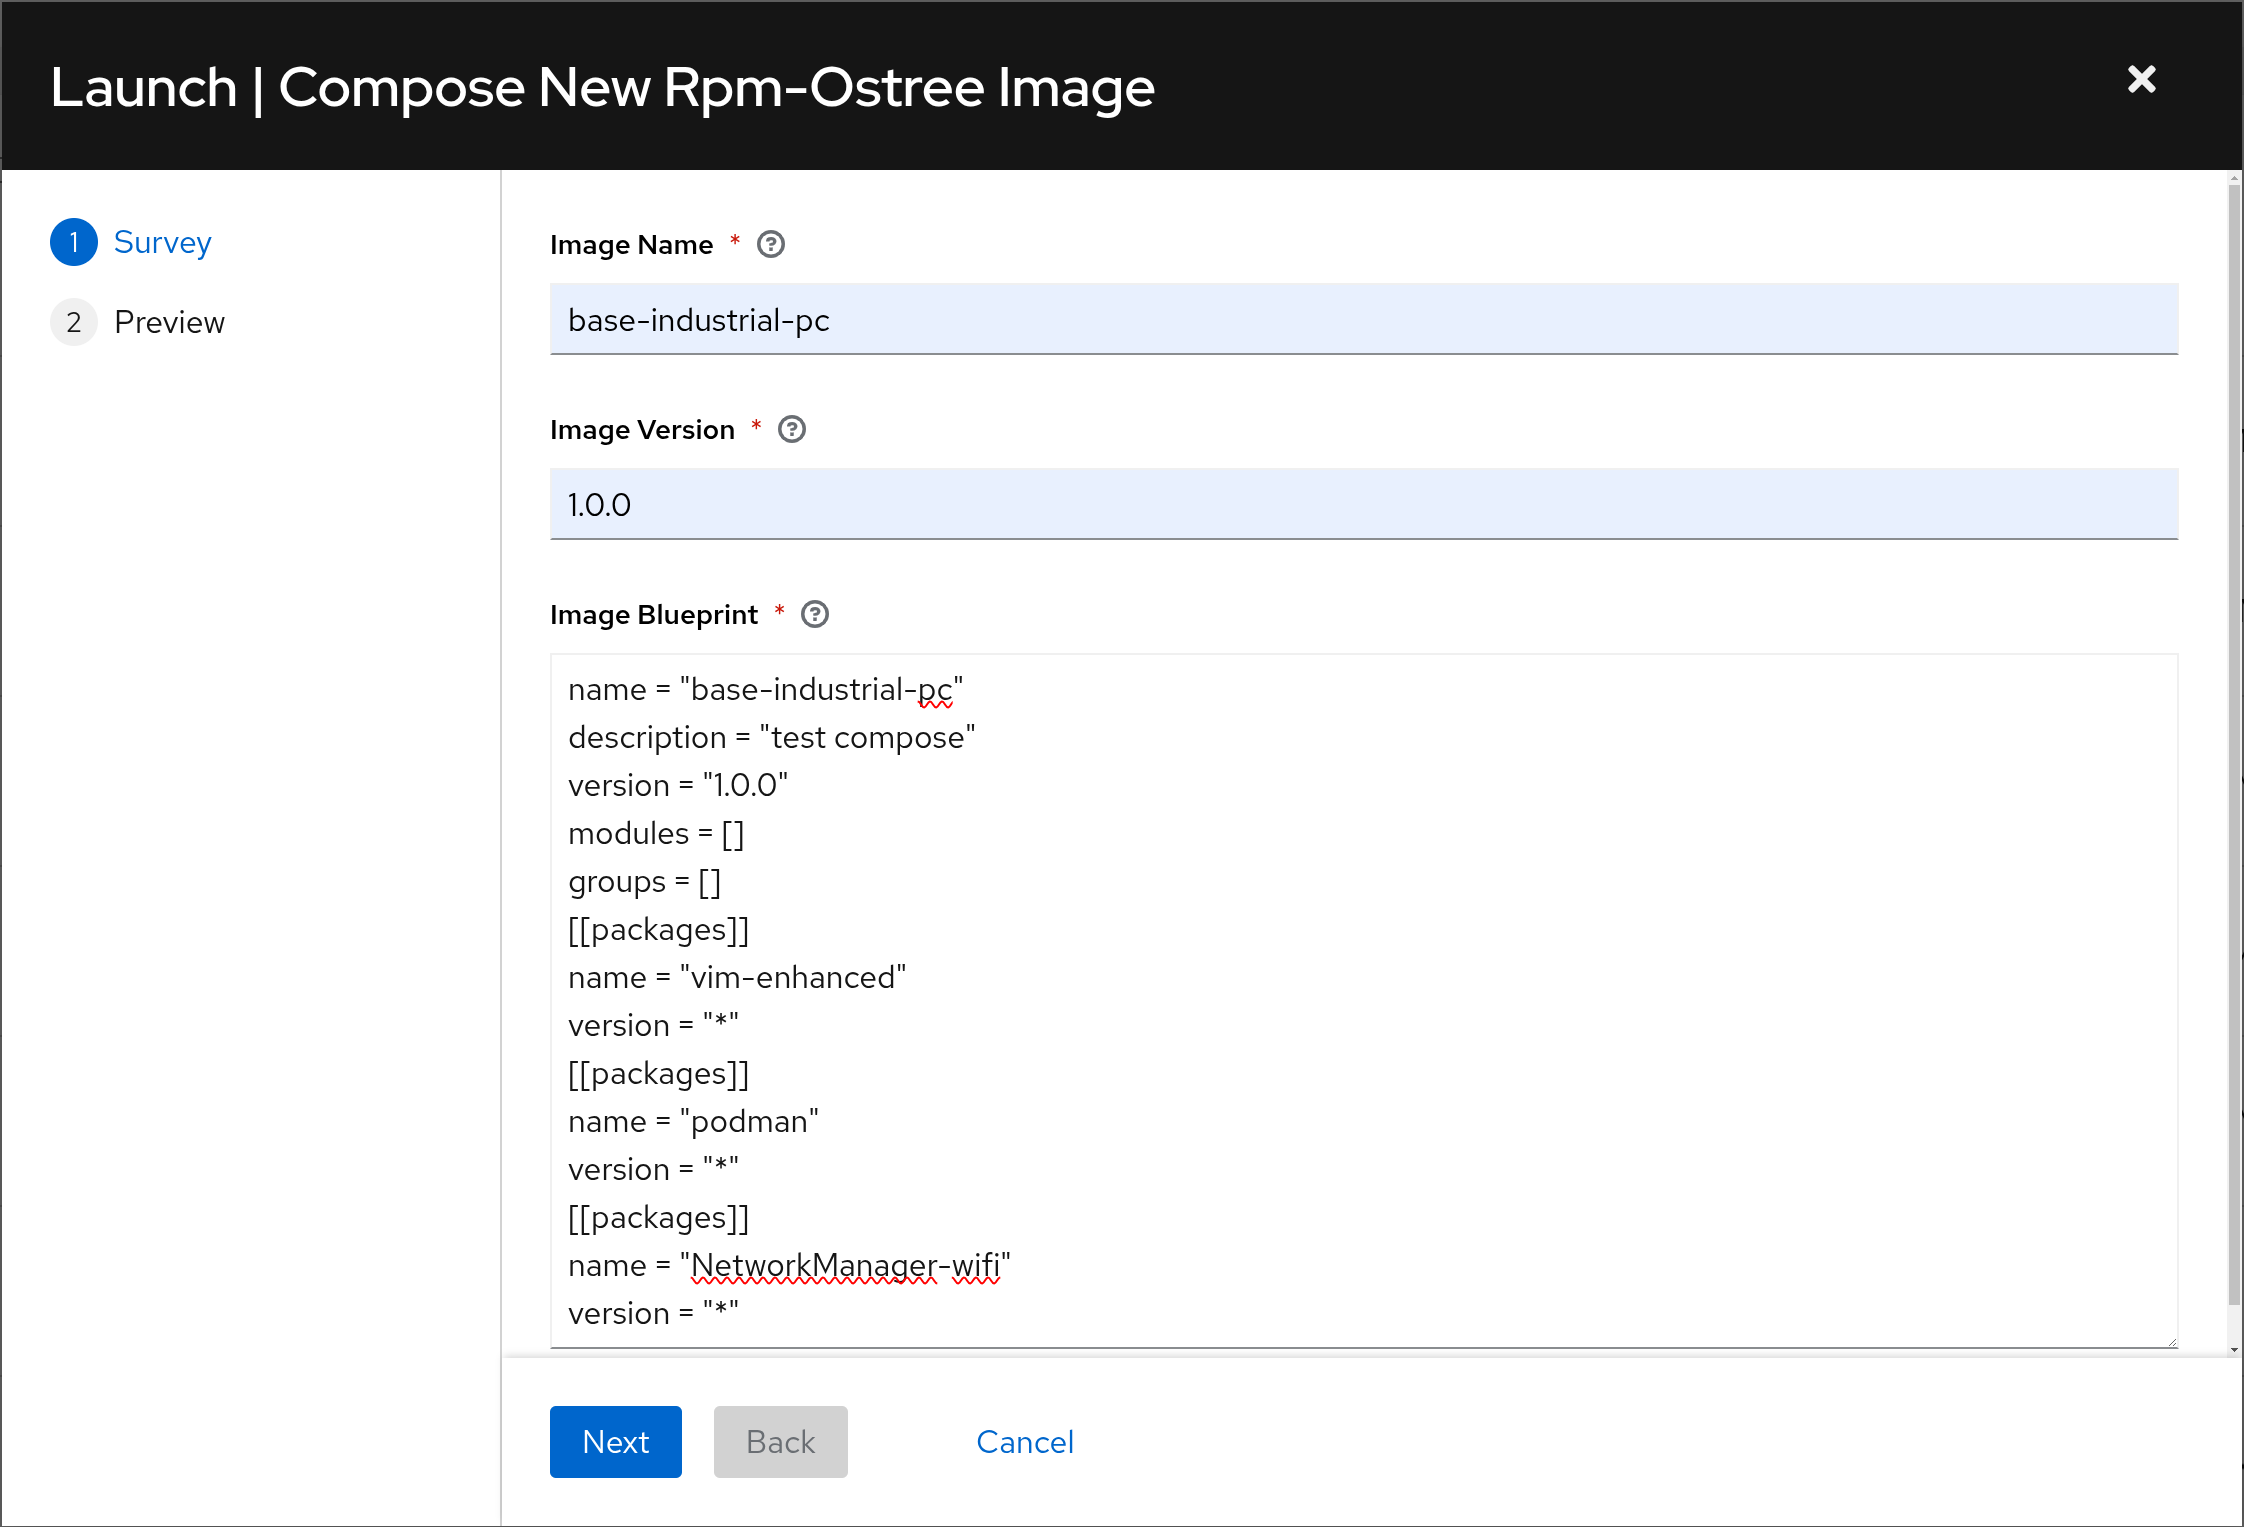 Launch | Compose New Rpm-Ostree Image
1 Survey
2 Preview
Image Name *
base-industrial-pc
Image Version *
1.0.0
Image Blueprint *
name = "base-industrial-pc"
description = "test compose"
version = "1.0.0"
modules = []
groups = []
[[packages]]
name = "vim-enhanced"
version = "*"
[[packages]]
name = "podman"
version = "*"
[[packages]]
name = "NetworkManager-wifi"
version = "*"
Next Back Cancel